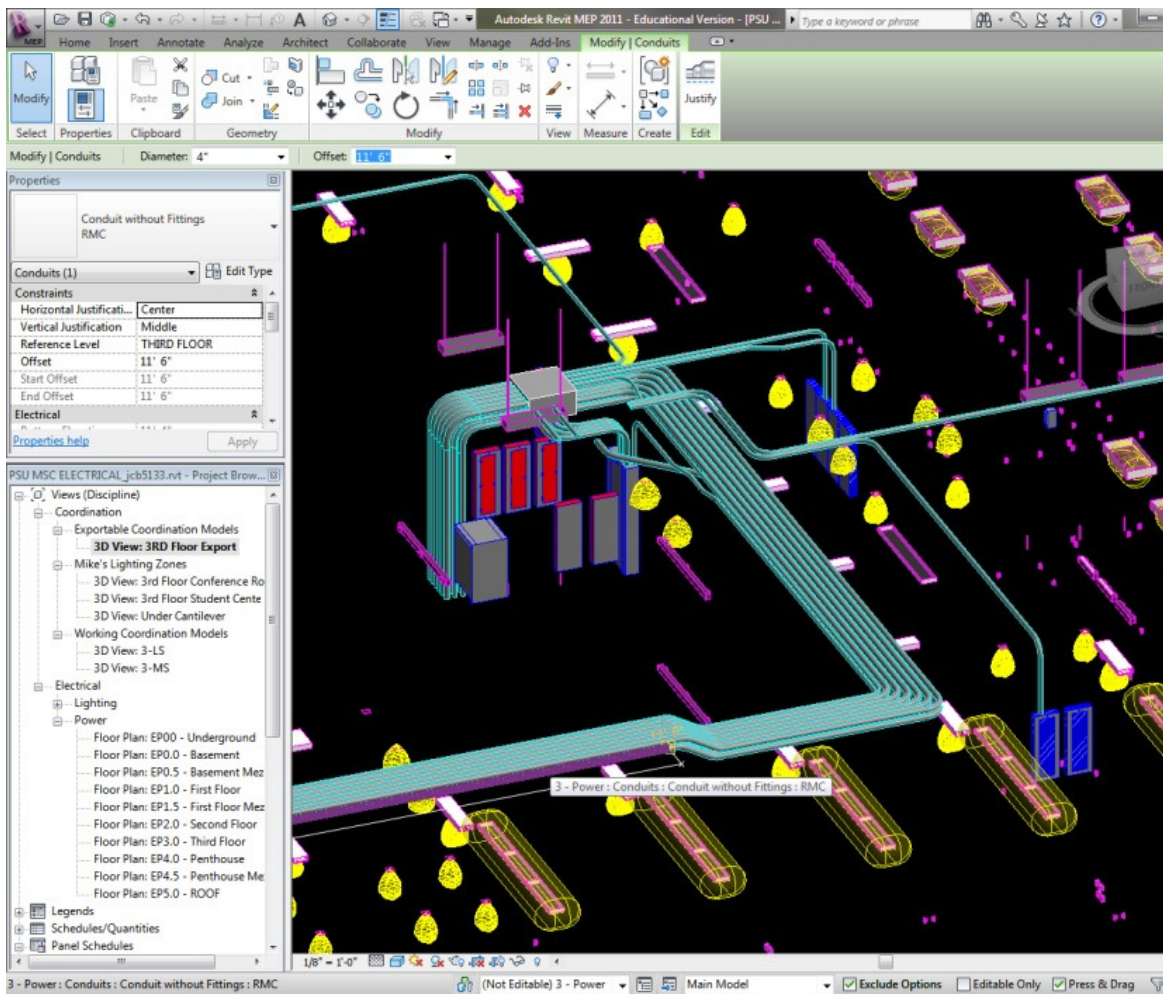 Autodesk Revit MEP 2011 - Educational Version - [PSU ...
Type a keyword or phrase
MEP
Home Insert Annotate Analyze Architect Collaborate View Manage Add-Ins Modify | Conduits
Modify
Paste
Cut
Join
Justify
Select Properties Clipboard Geometry Modify View Measure Create Edit
Modify | Conduits Diameter: 4" Offset: 11' 6"
Properties
Conduit without Fittings
RMC
Conduits (1) Edit Type
Constraints
Horizontal Justificati... Center
Vertical Justification Middle
Reference Level THIRD FLOOR
Offset 11' 6"
Start Offset 11' 6"
End Offset 11' 6"
Electrical
Properties help Apply
PSU MSC ELECTRICAL_jcb5133.rvt - Project Brow...
Views (Discipline)
Coordination
Exportable Coordination Models
3D View: 3RD Floor Export
Mike's Lighting Zones
3D View: 3rd Floor Conference Ro
3D View: 3rd Floor Student Cente
3D View: Under Cantilever
Working Coordination Models
3D View: 3-LS
3D View: 3-MS
Electrical
Lighting
Power
Floor Plan: EP00 - Underground
Floor Plan: EP0.0 - Basement
Floor Plan: EP0.5 - Basement Mez
Floor Plan: EP1.0 - First Floor
Floor Plan: EP1.5 - First Floor Mez
Floor Plan: EP2.0 - Second Floor
Floor Plan: EP3.0 - Third Floor
Floor Plan: EP4.0 - Penthouse
Floor Plan: EP4.5 - Penthouse Me
Floor Plan: EP5.0 - ROOF
Legends
Schedules/Quantities
Panel Schedules
3 - Power : Conduits : Conduit without Fittings : RMC
1/8" = 1'-0"
3 - Power : Conduits : Conduit without Fittings : RMC
(Not Editable) 3 - Power Main Model Exclude Options Editable Only Press & Drag